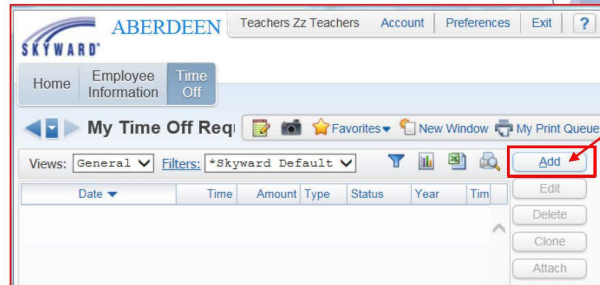 SKYWARD®
ABERDEEN
Teachers Zz Teachers Account Preferences Exit ?
Home
Employee Information
Time Off
My Time Off Req
Favorites New Window My Print Queue
Views: General Filters: *Skyward Default
Add
Date Time Amount Type Status Year Tim
Edit
Delete
Clone
Attach